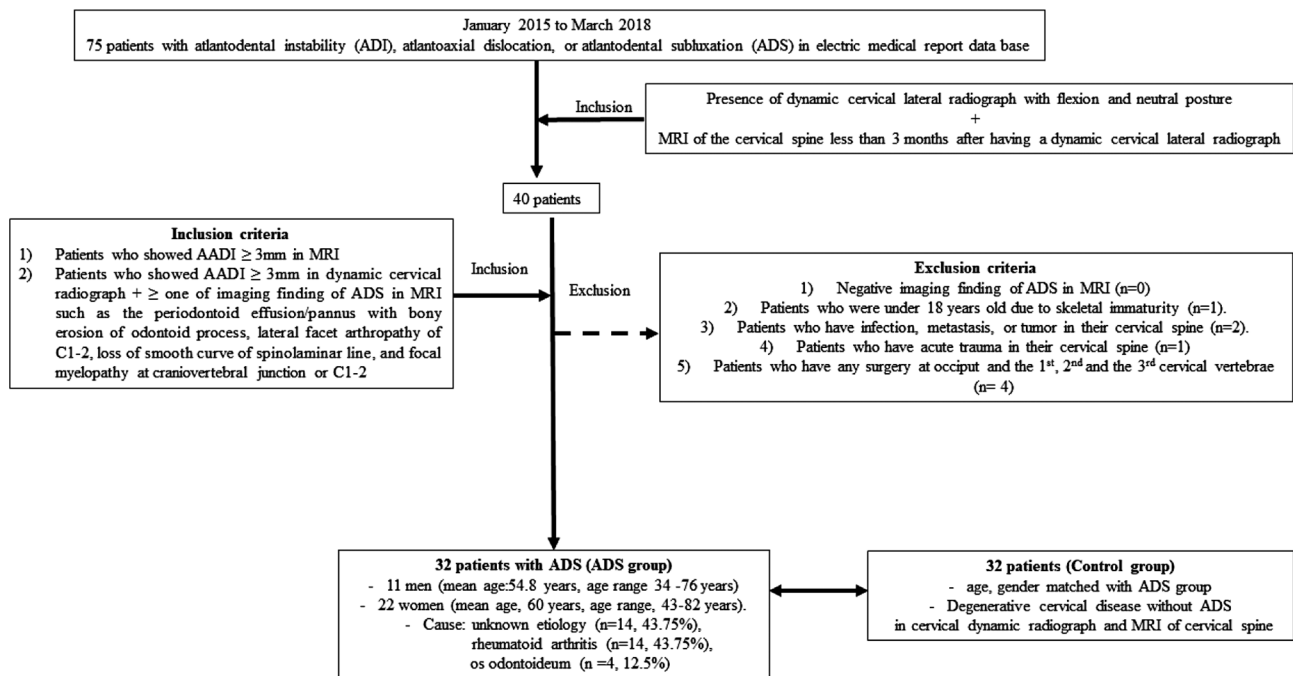 January 2015 to March 2018
75 patients with atlantodental instability (ADI), atlantoaxial dislocation, or atlantodental subluxation (ADS) in electric medical report data base
Inclusion
Presence of dynamic cervical lateral radiograph with flexion and neutral posture
+
MRI of the cervical spine less than 3 months after having a dynamic cervical lateral radiograph
40 patients
Inclusion criteria
1) Patients who showed AADI ≥ 3mm in MRI
2) Patients who showed AADI ≥ 3mm in dynamic cervical
radiograph + ≥ one of imaging finding of ADS in MRI
such as the periodontoid effusion/pannus with bony
erosion of odontoid process, lateral facet arthropathy of
C1-2, loss of smooth curve of spinolaminar line, and focal
myelopathy at craniovertebral junction or C1-2
Inclusion
Exclusion
Exclusion criteria
1) Negative imaging finding of ADS in MRI (n=0)
2) Patients who were under 18 years old due to skeletal immaturity (n=1).
3) Patients who have infection, metastasis, or tumor in their cervical spine (n=2).
4) Patients who have acute trauma in their cervical spine (n=1)
5) Patients who have any surgery at occiput and the 1st, 2nd and the 3rd cervical vertebrae
(n= 4)
32 patients with ADS (ADS group)
- 11 men (mean age:54.8 years, age range 34 -76 years)
- 22 women (mean age, 60 years, age range, 43-82 years).
- Cause: unknown etiology (n=14, 43.75%),
rheumatoid arthritis (n=14, 43.75%),
os odontoideum (n =4, 12.5%)
32 patients (Control group)
- age, gender matched with ADS group
- Degenerative cervical disease without ADS
in cervical dynamic radiograph and MRI of cervical spine